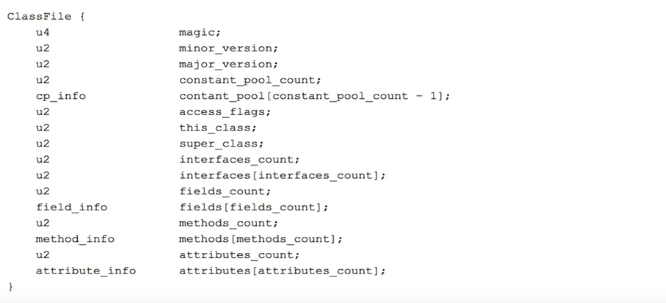 ClassFile {
u4 magic;
u2 minor_version;
u2 major_version;
u2 constant_pool_count;
cp_info contant_pool[constant_pool_count - 1];
u2 access_flags;
u2 this_class;
u2 super_class;
u2 interfaces_count;
u2 interfaces[interfaces_count];
u2 fields_count;
field_info fields[fields_count];
u2 methods_count;
method_info methods[methods_count];
u2 attributes_count;
attribute_info attributes[attributes_count];
}